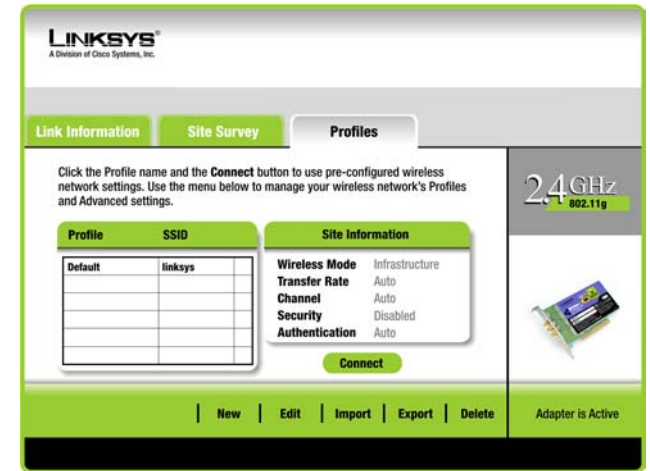 LINKSYS®
A Division of Cisco Systems, Inc.
Link Information
Site Survey
Profiles
Click the Profile name and the Connect button to use pre-configured wireless
network settings. Use the menu below to manage your wireless network's Profiles
and Advanced settings.
2.4GHz
802.11g
Profile SSID
Default linksys
Site Information
Wireless Mode Infrastructure
Transfer Rate Auto
Channel Auto
Security Disabled
Authentication Auto
Connect
New Edit Import Export Delete
Adapter is Active